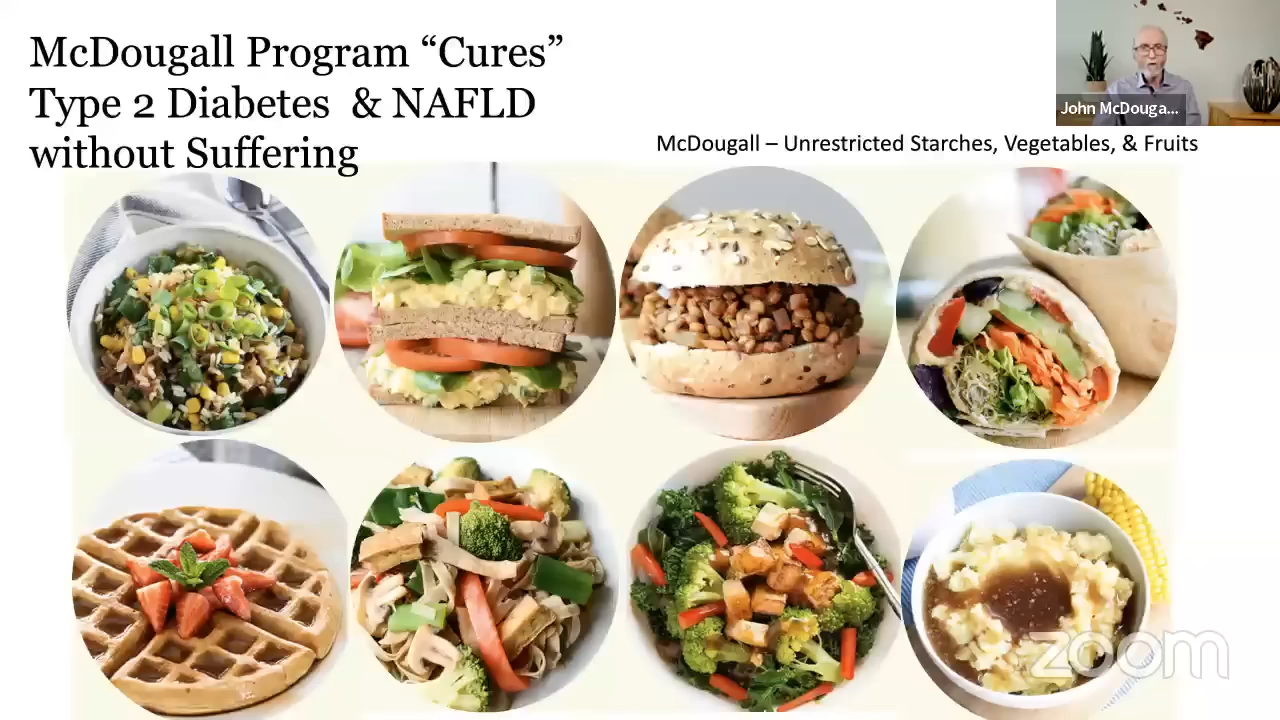 McDougall Program “Cures”
Type 2 Diabetes & NAFLD
without Suffering
John McDouga...
McDougall – Unrestricted Starches, Vegetables, & Fruits
zoom